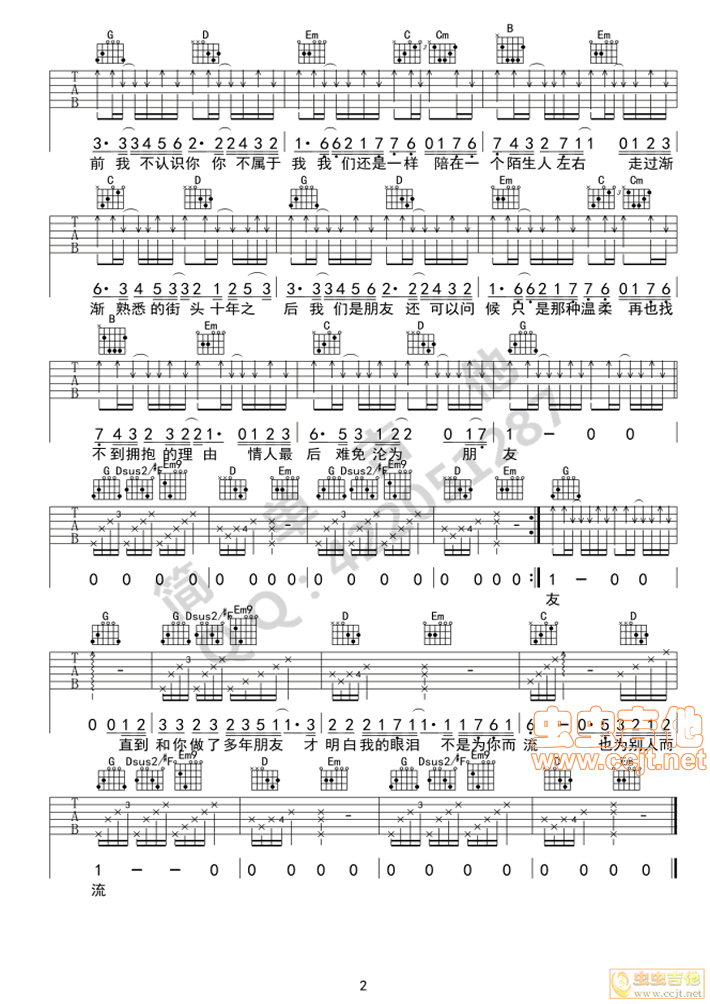 G D Em C Cm B Em
3· 3 3 4 5 6 2· 2 2 4 3 2 1· 6 6 2 1 7 7 6 0 1 7 6 7 4 3 2 7 1 1 0 1 2 3
前 我 不认识你 你 不属于 我 我 们还是一样 陪在一 个陌生人左右 走过渐
C D G D Em C Cm
6· 3 4 5 3 3 2 1 2 5 3 3· 3 3 4 5 6 2· 2 2 4 3 2 1· 6 6 2 1 7 7 6 0 1 7 6
渐 熟悉的街头 十年之 后 我们是朋友 还 可以问 候 只 是那种温柔 再也找
B Em C D G
7 4 3 2 3 2 2 1· 0 1 2 3 6· 5 3 1 2 2 0 1 7 1 - 0 0
不到拥抱的理由 情人最后 难免 沦为 朋 友
G Dsus2/#F Em9 D Em G Dsus2/#F Em9 D Em G
0 0 0 0 0 0 0 0 0 0 0 0 0 0 0 0 1 - 0 0
友
G G Dsus2/#F Em9 D Em C D
0 0 1 2 3 3 2 3 2 3 5 1 1· 3 2 2 2 1 7 1 1· 1 1 7 6 1 6 - 0· 5 3 2 1
直到 和你做了多年朋友 才 明白我的眼泪 不是为你而 流 也为别人而
G Dsus2/#F Em9 D Em G Dsus2/#F Em9 D Em
1 - - 0 0 0 0 0 0 0 0 0 0 0 0 0
流
简单吉他
QQ:422051287
虫虫吉他
www.ccjt.net
2
虫虫吉他
www.ccjt.net